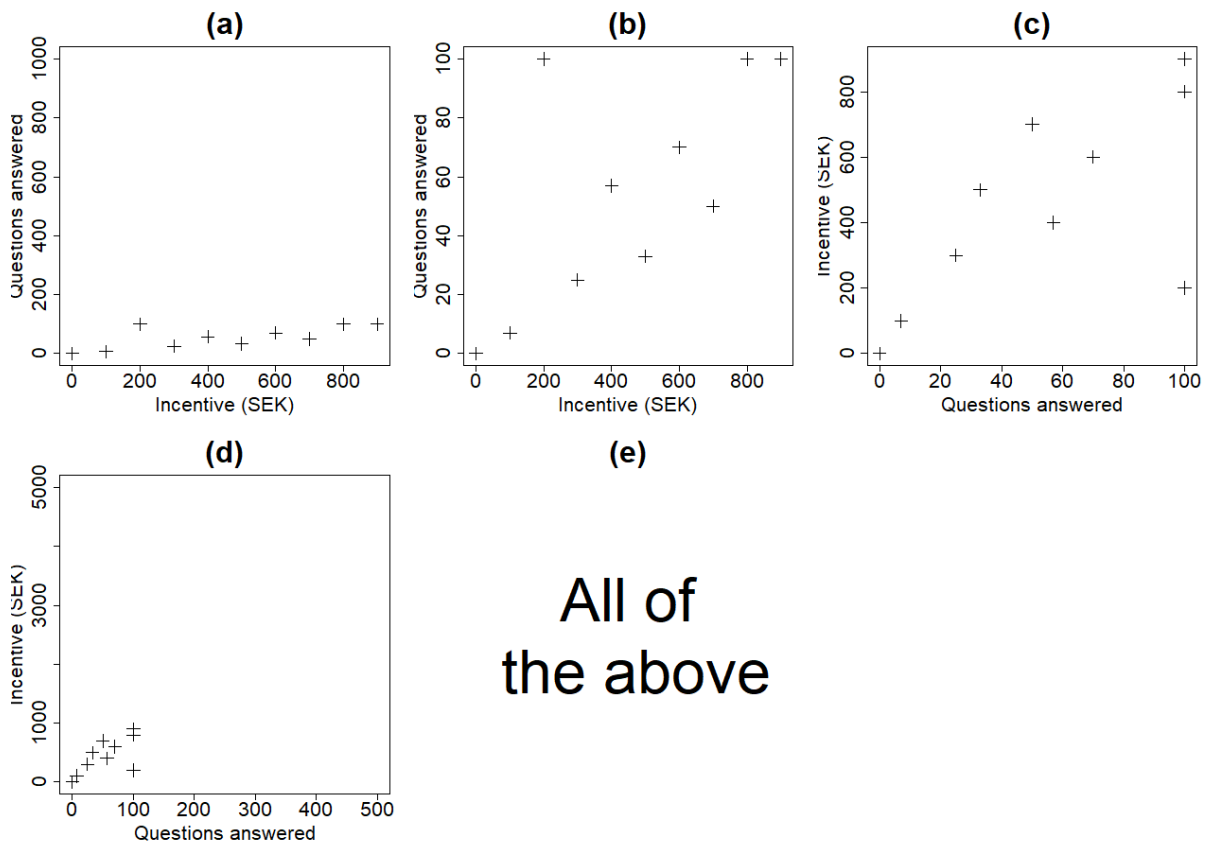 (a)
1000
800
600
400
200
0
Questions answered
0 200 400 600 800
Incentive (SEK)
(b)
100
80
60
40
20
0
Questions answered
0 200 400 600 800
Incentive (SEK)
(c)
800
600
400
200
0
Incentive (SEK)
0 20 40 60 80 100
Questions answered
(d)
5000
3000
1000
0
Incentive (SEK)
0 100 200 300 400 500
Questions answered
(e)
All of
the above